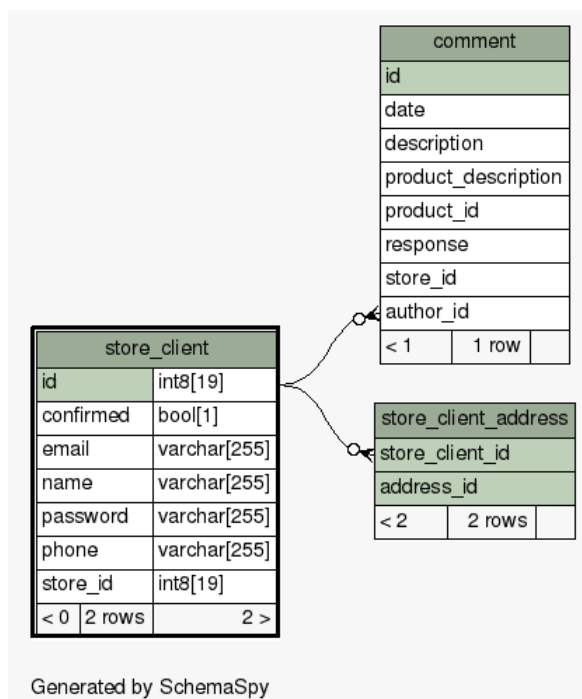 comment
id
date
description
product_description
product_id
response
store_id
author_id
< 1 1 row
store_client
id int8[19]
confirmed bool[1]
email varchar[255]
name varchar[255]
password varchar[255]
phone varchar[255]
store_id int8[19]
< 0 2 rows 2 >
store_client_address
store_client_id
address_id
< 2 2 rows
Generated by SchemaSpy